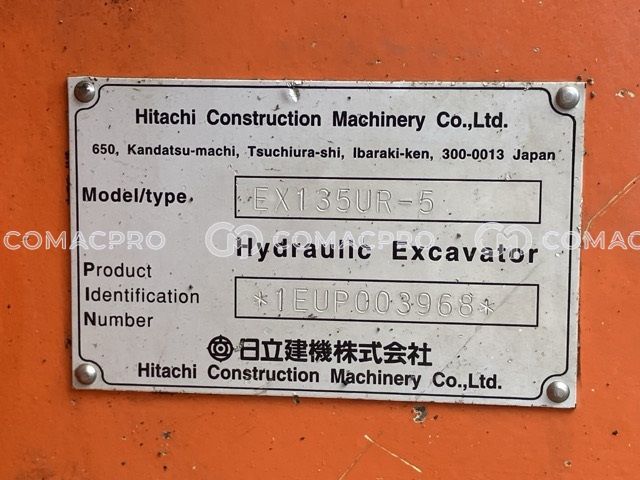 Hitachi Construction Machinery Co.,Ltd.
650, Kandatsu-machi, Tsuchiura-shi, Ibaraki-ken, 300-0013 Japan
Model/type EX135UR-5
COMACPRO COMACPRO COMACPRO
Hydraulic Excavator
Product
Identification *1EUP003968*
Number
日立建機株式会社
Hitachi Construction Machinery Co.,Ltd.